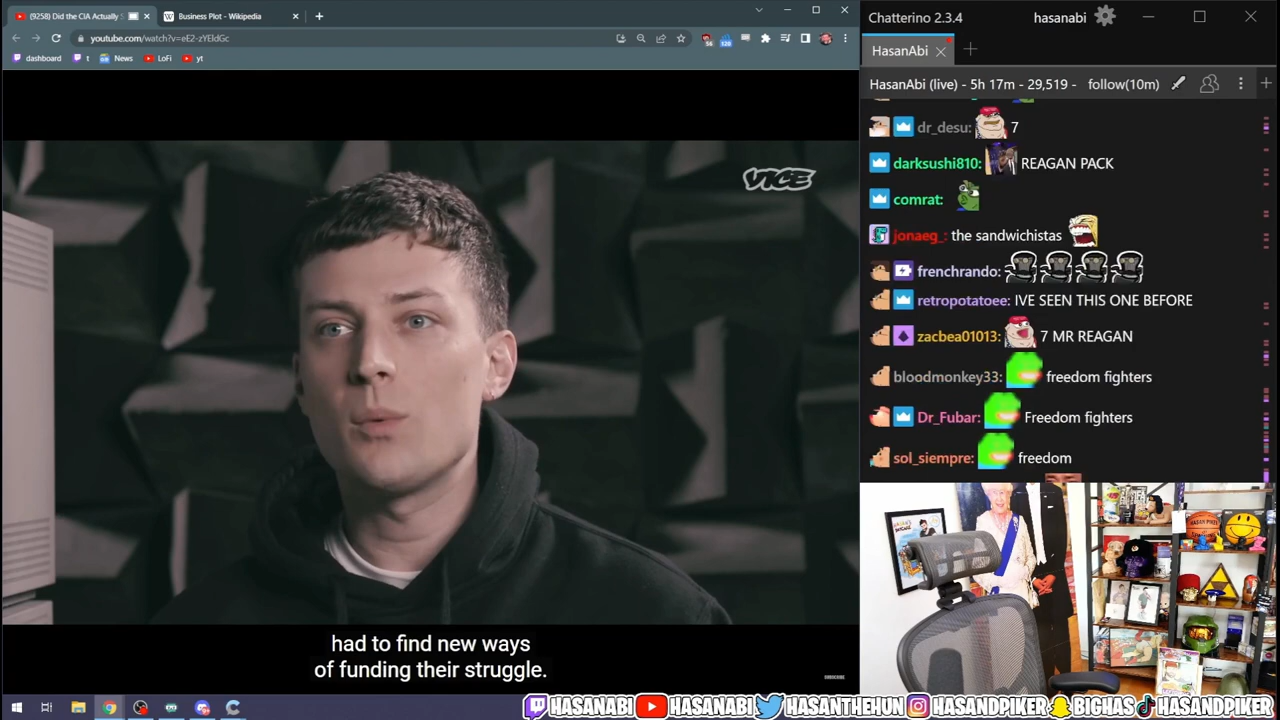 (9258) Did the CIA Actually S
Business Plot - Wikipedia
youtube.com/watch?v=eE2-zYEldGc
dashboard
t
News
LoFi
yt
VICE
had to find new ways
of funding their struggle.
Chatterino 2.3.4
hasanabi
HasanAbi
HasanAbi (live) - 5h 17m - 29,519 -
follow(10m)
dr_desu: 7
darksushi810: REAGAN PACK
comrat:
jonaeg_: the sandwichistas
frenchrando:
retropotatoee: IVE SEEN THIS ONE BEFORE
zacbea01013: 7 MR REAGAN
bloodmonkey33: freedom fighters
Dr_Fubar: Freedom fighters
sol_siempre: freedom
HASANABI
HASANABI
HASANTHEHUN
HASANDPIKER
BIGHAS
HASANDPIKER